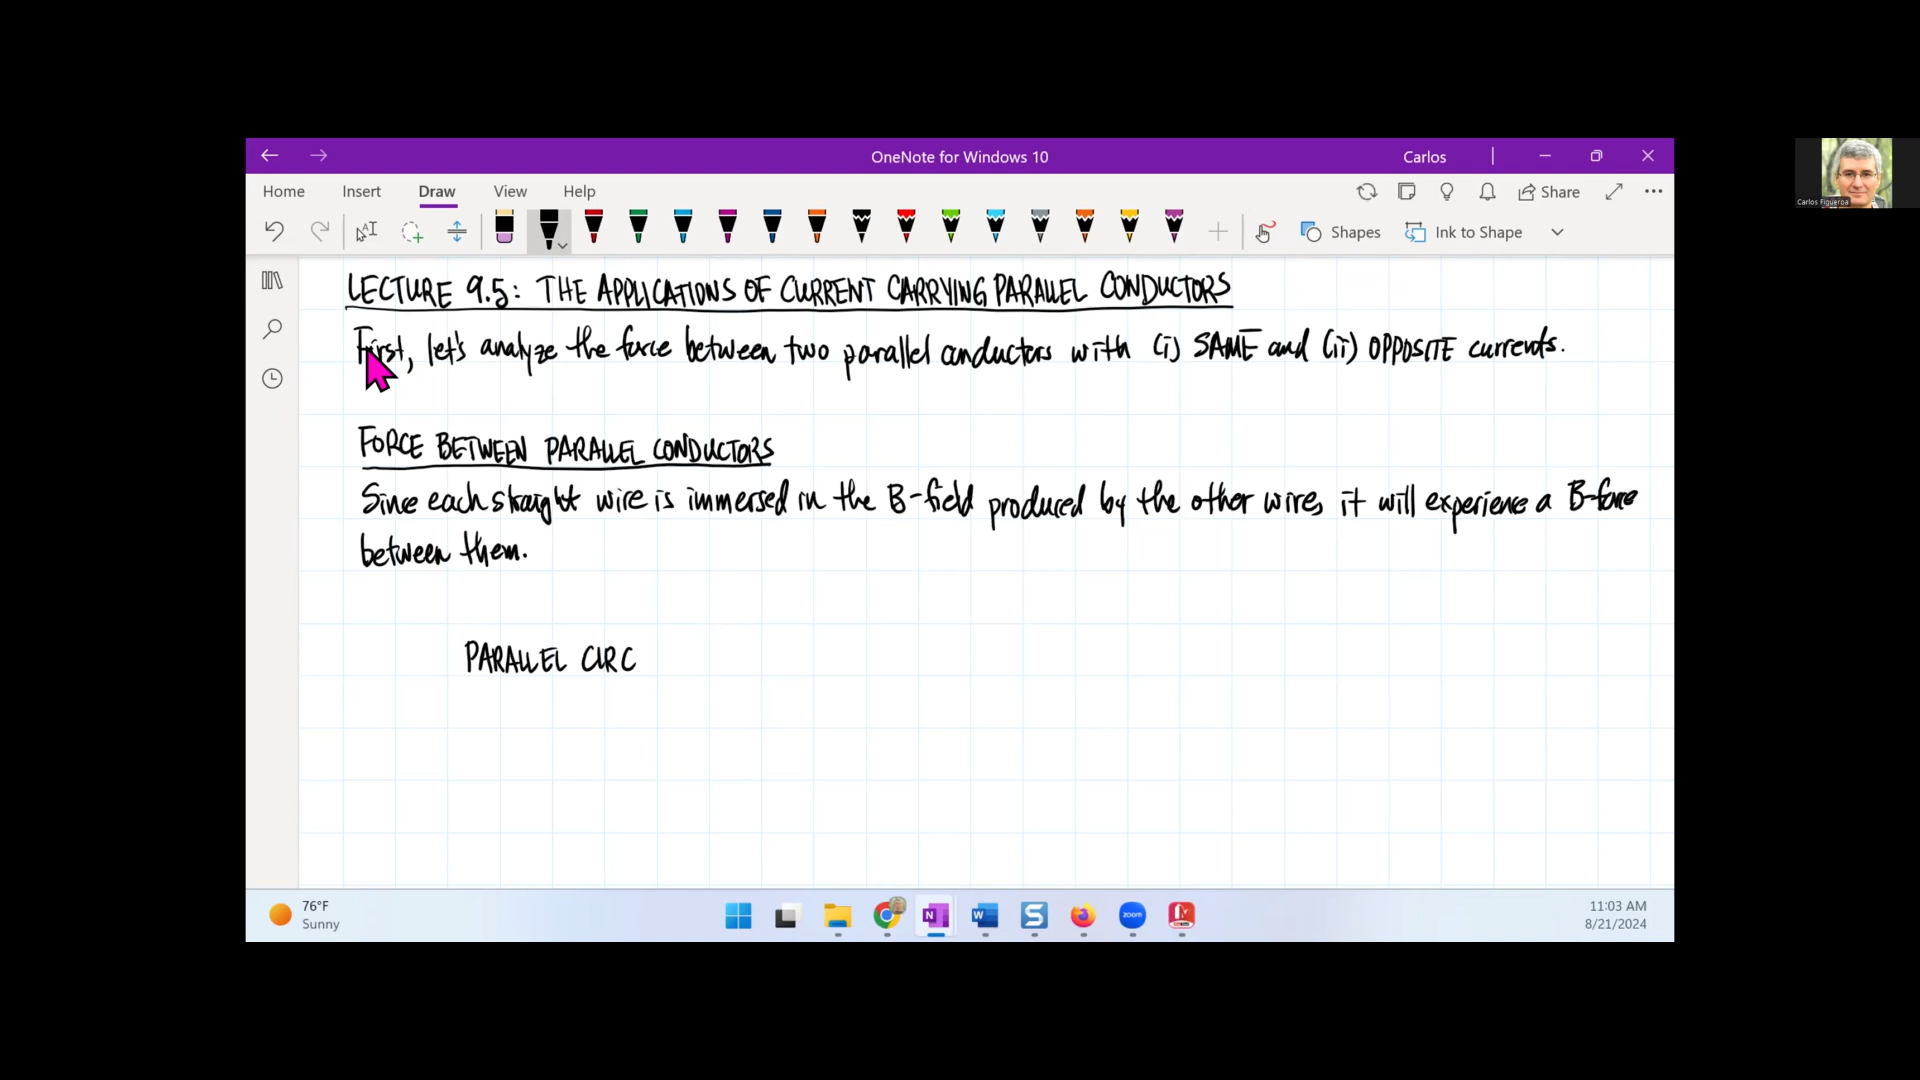 OneNote for Windows 10
Carlos
Home
Insert
Draw
View
Help
Share
Shapes
Ink to Shape
Carlos Figueroa
LECTURE 9.5: THE APPLICATIONS OF CURRENT CARRYING PARALLEL CONDUCTORS
First, let's analyze the force between two parallel conductors with (i) SAME and (ii) OPPOSITE currents.
FORCE BETWEEN PARALLEL CONDUCTORS
Since each straight wire is immersed in the B-field produced by the other wire, it will experience a B-force
between them.
PARALLEL CIRC
76°F
Sunny
zoom
11:03 AM
8/21/2024